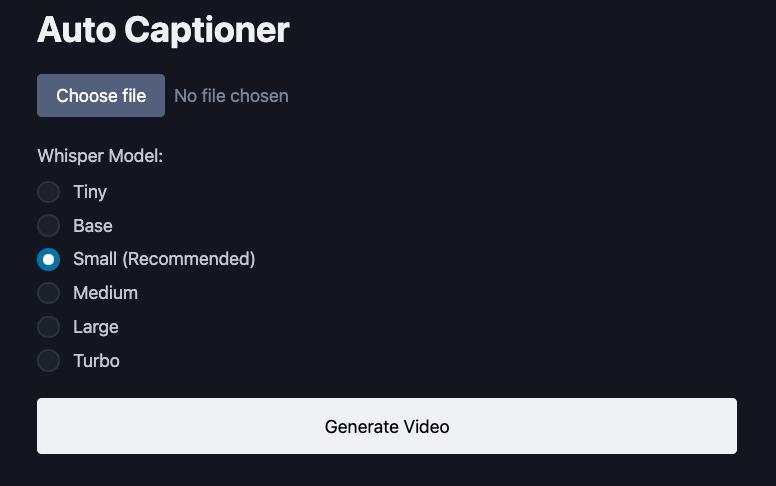 Auto Captioner
Choose file No file chosen
Whisper Model:
Tiny
Base
Small (Recommended)
Medium
Large
Turbo
Generate Video